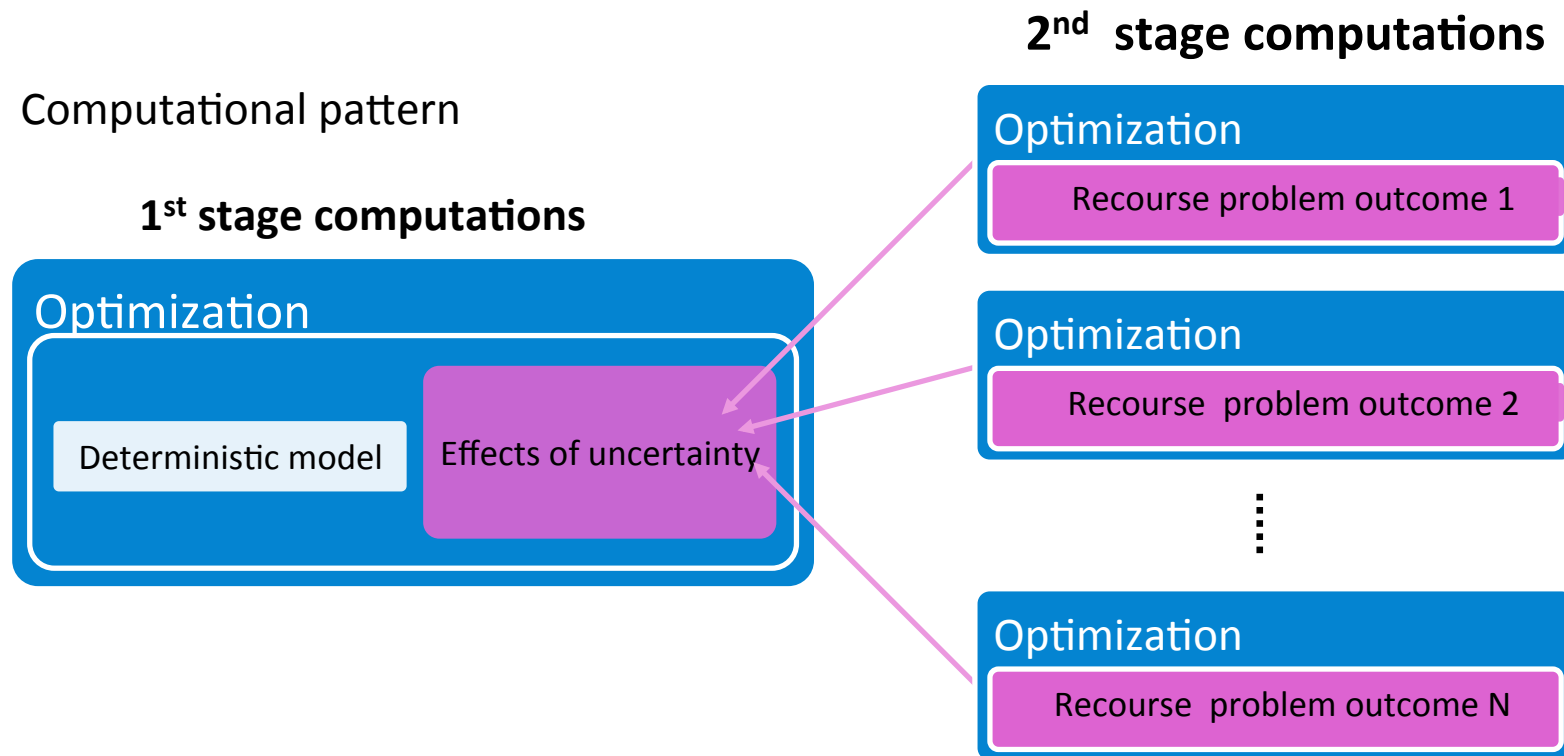 Computational pattern
1st stage computations
Optimization
Deterministic model
Effects of uncertainty
2nd stage computations
Optimization
Recourse problem outcome 1
Optimization
Recourse problem outcome 2
Optimization
Recourse problem outcome N